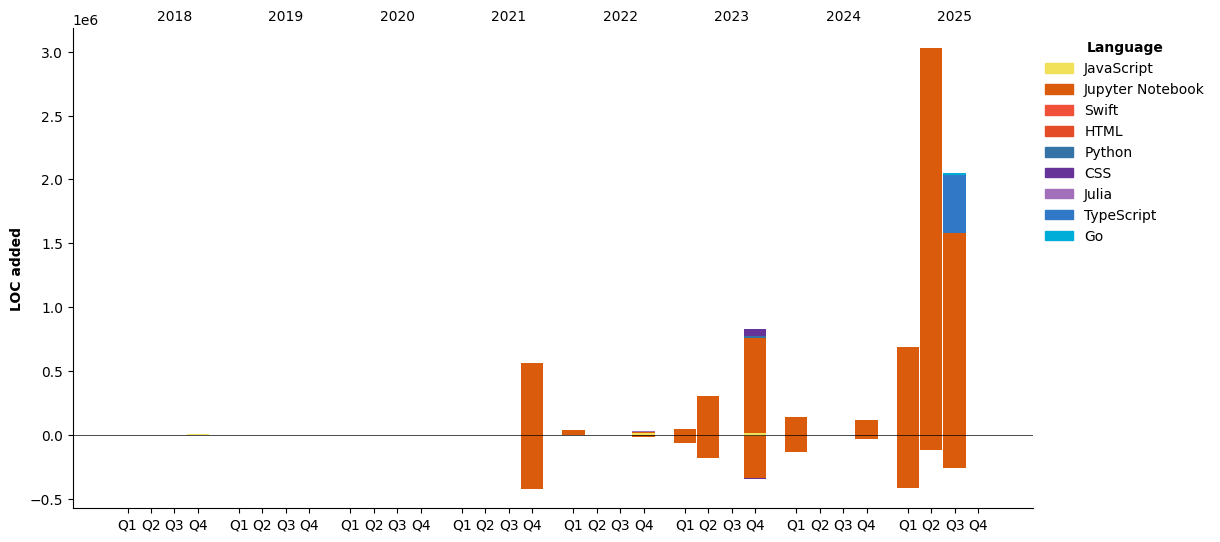 1e6
2018 2019 2020 2021 2022 2023 2024 2025
3.0
2.5
2.0
1.5
1.0
0.5
0.0
−0.5
LOC added
Q1 Q2 Q3 Q4 Q1 Q2 Q3 Q4 Q1 Q2 Q3 Q4 Q1 Q2 Q3 Q4 Q1 Q2 Q3 Q4 Q1 Q2 Q3 Q4 Q1 Q2 Q3 Q4 Q1 Q2 Q3 Q4
Language
JavaScript
Jupyter Notebook
Swift
HTML
Python
CSS
Julia
TypeScript
Go